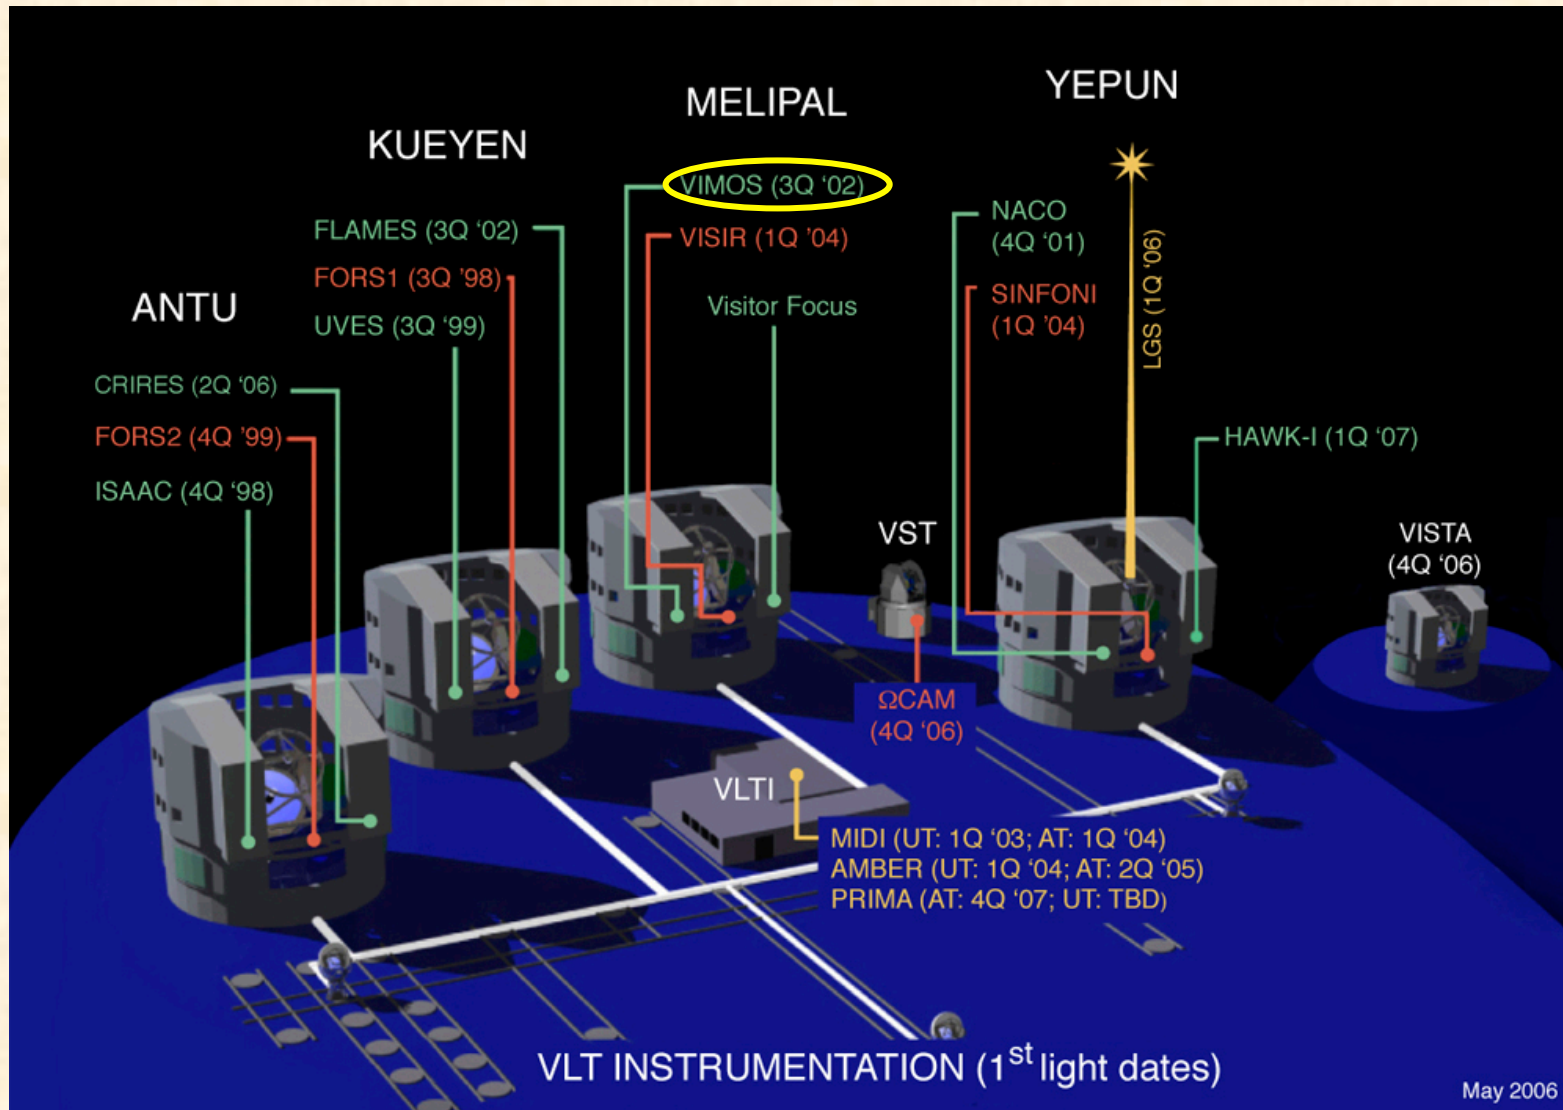 YEPUN
MELIPAL
KUEYEN
VIMOS (3Q ‘02)
NACO
(4Q ‘01)
FLAMES (3Q ‘02)
VISIR (1Q ’04)
LGS (1Q ’06)
FORS1 (3Q ’98)
SINFONI
(1Q ’04)
ANTU
Visitor Focus
UVES (3Q ‘99)
CRIRES (2Q ‘06)
FORS2 (4Q ’99)
HAWK-I (1Q ‘07)
ISAAC (4Q ‘98)
VST
VISTA
(4Q ‘06)
ΩCAM
(4Q ‘06)
VLTI
MIDI (UT: 1Q ‘03; AT: 1Q ‘04)
AMBER (UT: 1Q ‘04; AT: 2Q ‘05)
PRIMA (AT: 4Q ‘07; UT: TBD)
VLT INSTRUMENTATION (1st light dates)
May 2006